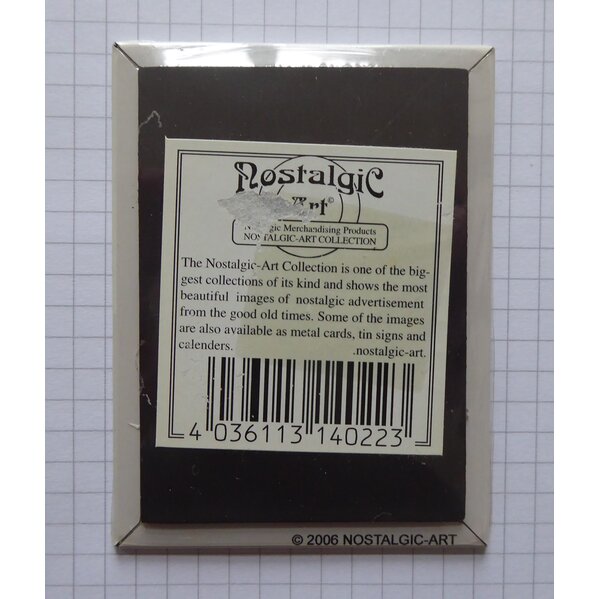 Nostalgic
Art©
Merchandising Products
NOSTALGIC-ART COLLECTION
The Nostalgic-Art Collection is one of the big-
gest collections of its kind and shows the most
beautiful images of nostalgic advertisement
from the good old times. Some of the images
are also available as metal cards, tin signs and
calenders. .nostalgic-art.
4 036113 140223
© 2006 NOSTALGIC-ART